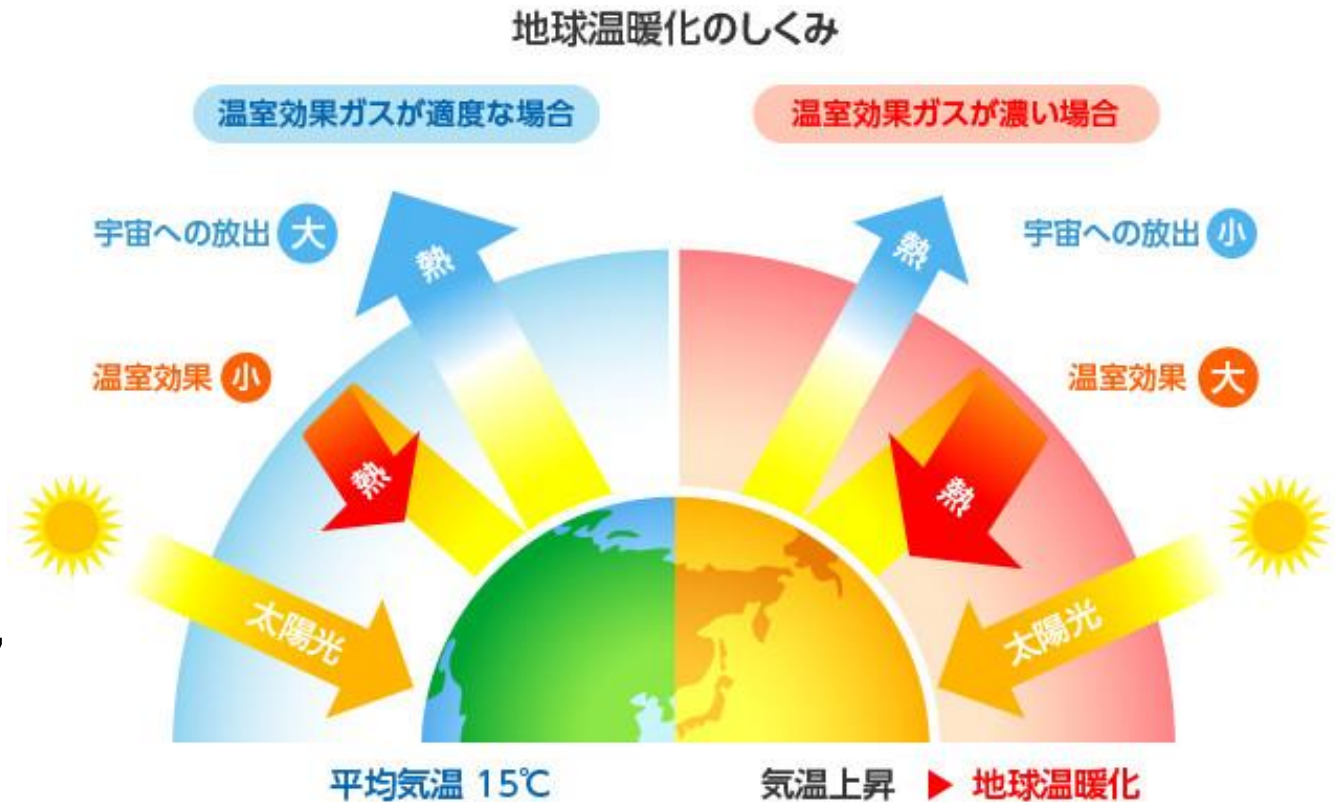 地球温暖化のしくみ
温室効果ガスが適度な場合
温室効果ガスが濃い場合
宇宙への放出 大
熱
熱
宇宙への放出 小
温室効果 小
熱
熱
温室効果 大
太陽光
太陽光
平均気温 15℃
気温上昇 ▶ 地球温暖化